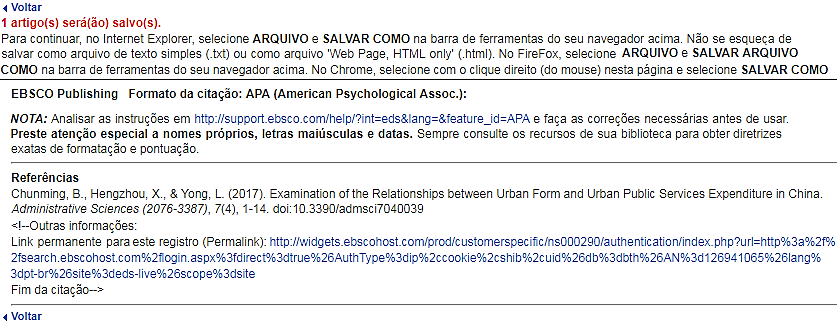 Voltar
1 artigo(s) será(ão) salvo(s).
Para continuar, no Internet Explorer, selecione ARQUIVO e SALVAR COMO na barra de ferramentas do seu navegador acima. Não se esqueça de
salvar como arquivo de texto simples (.txt) ou como arquivo 'Web Page, HTML only' (.html). No FireFox, selecione ARQUIVO e SALVAR ARQUIVO
COMO na barra de ferramentas do seu navegador acima. No Chrome, selecione com o clique direito (do mouse) nesta página e selecione SALVAR COMO
EBSCO Publishing Formato da citação: APA (American Psychological Assoc.):
NOTA: Analisar as instruções em http://support.ebsco.com/help/?int=eds&lang=&feature_id=APA e faça as correções necessárias antes de usar.
Preste atenção especial a nomes próprios, letras maiúsculas e datas. Sempre consulte os recursos de sua biblioteca para obter diretrizes
exatas de formatação e pontuação.
Referências
Chunming, B., Hengzhou, X., & Yong, L. (2017). Examination of the Relationships between Urban Form and Urban Public Services Expenditure in China.
Administrative Sciences (2076-3387), 7(4), 1-14. doi:10.3390/admsci7040039
<!--Outras informações:
Link permanente para este registro (Permalink): http://widgets.ebscohost.com/prod/customerspecific/ns000290/authentication/index.php?url=http%3a%2f%
2fsearch.ebscohost.com%2flogin.aspx%3fdirect%3dtrue%26AuthType%3dip%2ccookie%2cshib%2cuid%26db%3dbth%26AN%3d126941065%26lang%
3dpt-br%26site%3deds-live%26scope%3dsite
Fim da citação-->
Voltar